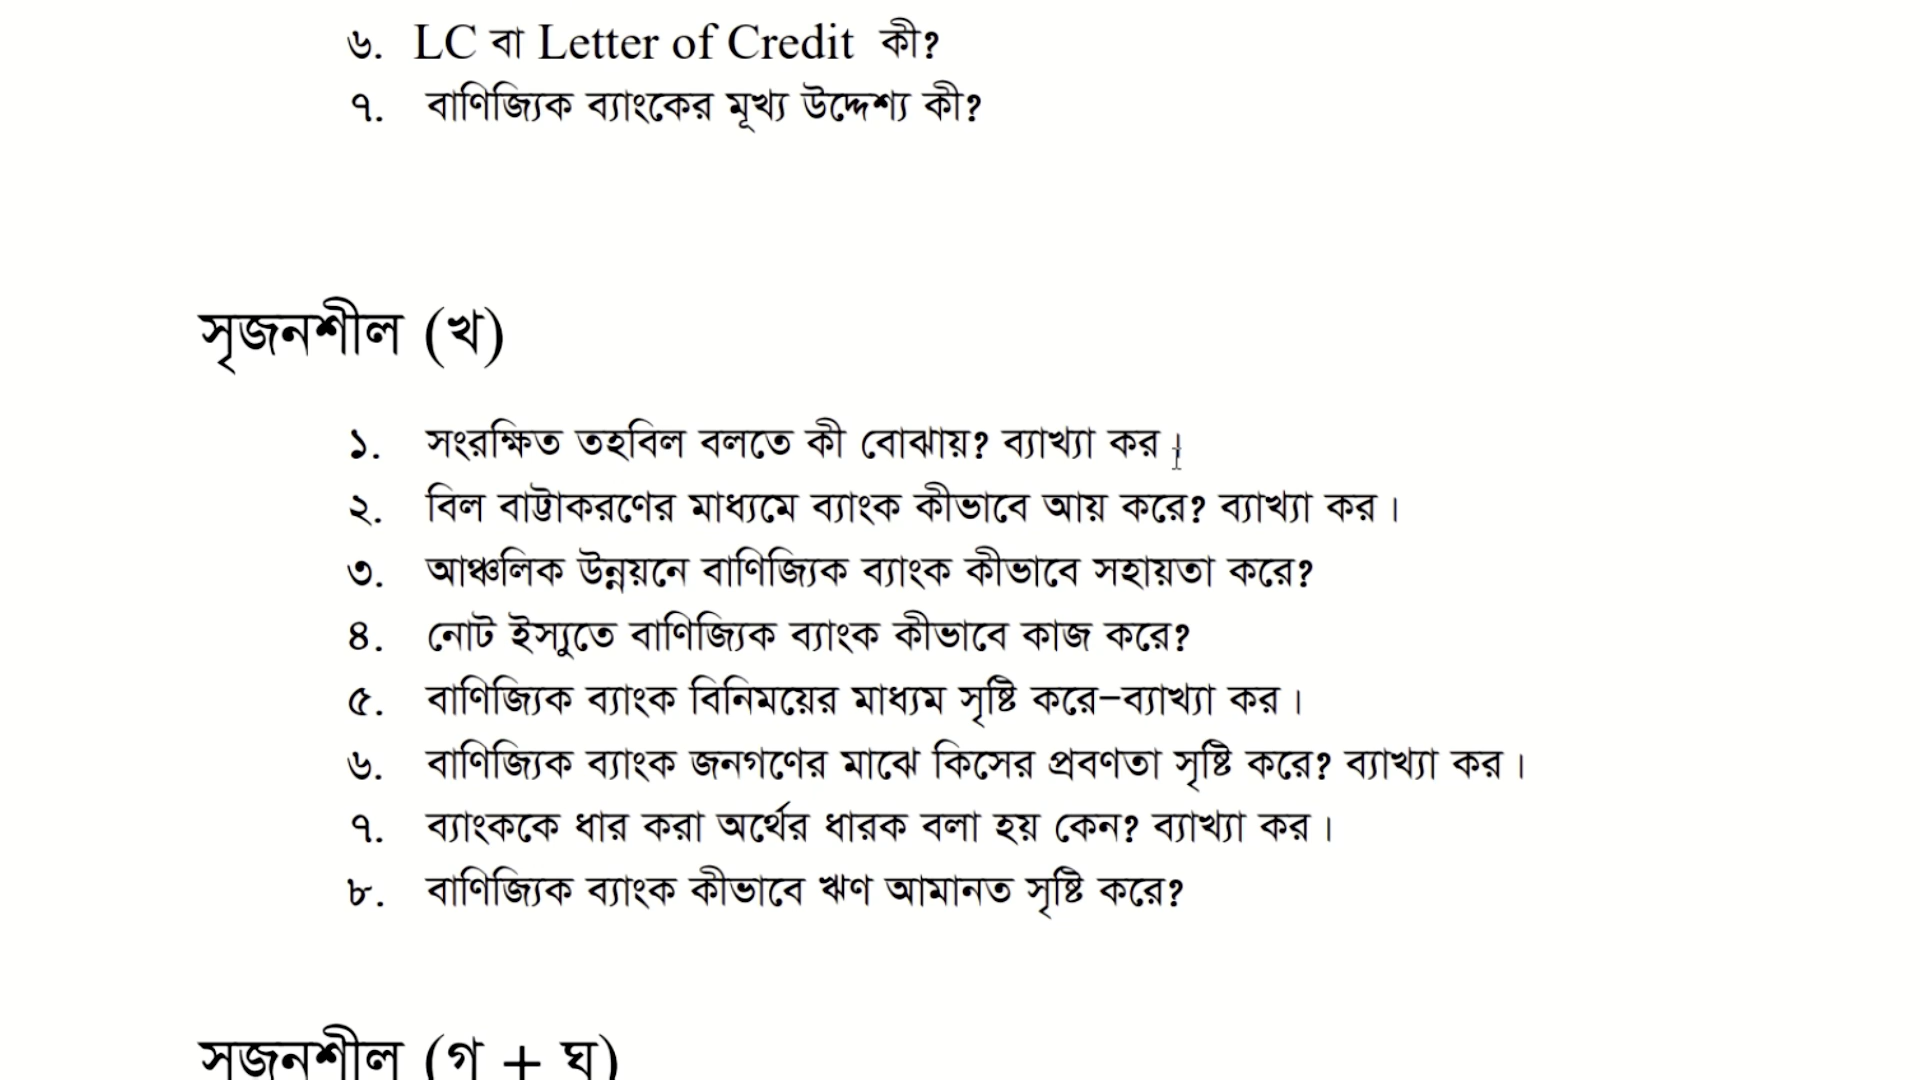 ৬. LC বা Letter of Credit কী?
৭. বাণিজ্যিক ব্যাংকের মূখ্য উদ্দেশ্য কী?
সৃজনশীল (খ)
১. সংরক্ষিত তহবিল বলতে কী বোঝায়? ব্যাখ্যা কর।
২. বিল বাট্টাকরণের মাধ্যমে ব্যাংক কীভাবে আয় করে? ব্যাখ্যা কর।
৩. আঞ্চলিক উন্নয়নে বাণিজ্যিক ব্যাংক কীভাবে সহায়তা করে?
৪. নোট ইস্যুতে বাণিজ্যিক ব্যাংক কীভাবে কাজ করে?
৫. বাণিজ্যিক ব্যাংক বিনিময়ের মাধ্যম সৃষ্টি করে–ব্যাখ্যা কর।
৬. বাণিজ্যিক ব্যাংক জনগণের মাঝে কিসের প্রবণতা সৃষ্টি করে? ব্যাখ্যা কর।
৭. ব্যাংককে ধার করা অর্থের ধারক বলা হয় কেন? ব্যাখ্যা কর।
৮. বাণিজ্যিক ব্যাংক কীভাবে ঋণ আমানত সৃষ্টি করে?
সৃজনশীল (গ + ঘ)